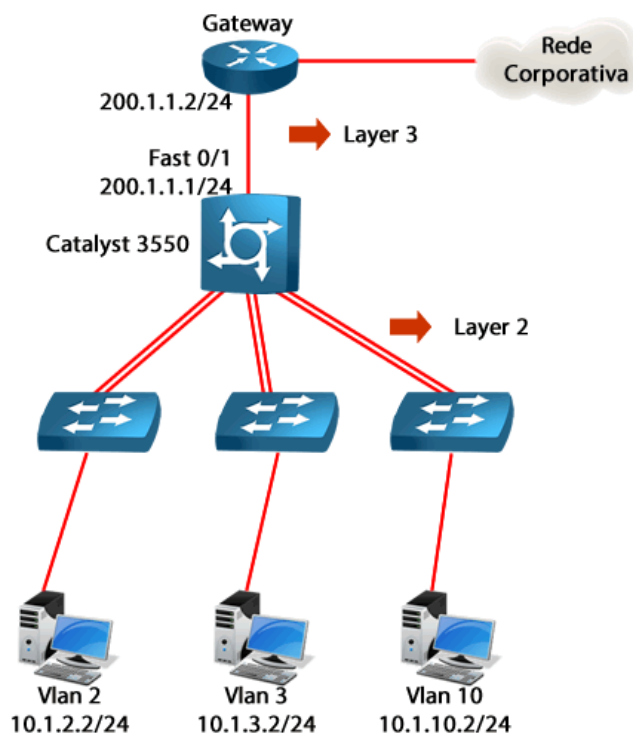 Gateway
Rede
Corporativa
200.1.1.2/24
Layer 3
Fast 0/1
200.1.1.1/24
Catalyst 3550
Layer 2
Vlan 2
10.1.2.2/24
Vlan 3
10.1.3.2/24
Vlan 10
10.1.10.2/24